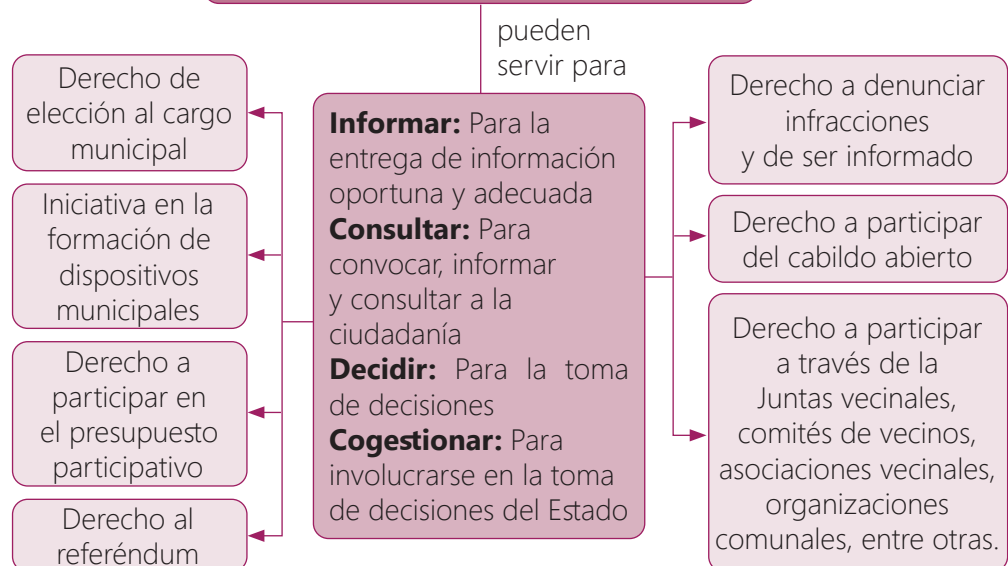 pueden
servir para
Derecho de
elección al cargo
municipal
Iniciativa en la
formación de
dispositivos
municipales
Derecho a
participar en
el presupuesto
participativo
Derecho al
referéndum
Informar: Para la
entrega de información
oportuna y adecuada
Consultar: Para
convocar, informar
y consultar a la
ciudadanía
Decidir: Para la toma
de decisiones
Cogestionar: Para
involucrarse en la toma
de decisiones del Estado
Derecho a denunciar
infracciones
y de ser informado
Derecho a participar
del cabildo abierto
Derecho a participar
a través de la
Juntas vecinales,
comités de vecinos,
asociaciones vecinales,
organizaciones
comunales, entre otras.